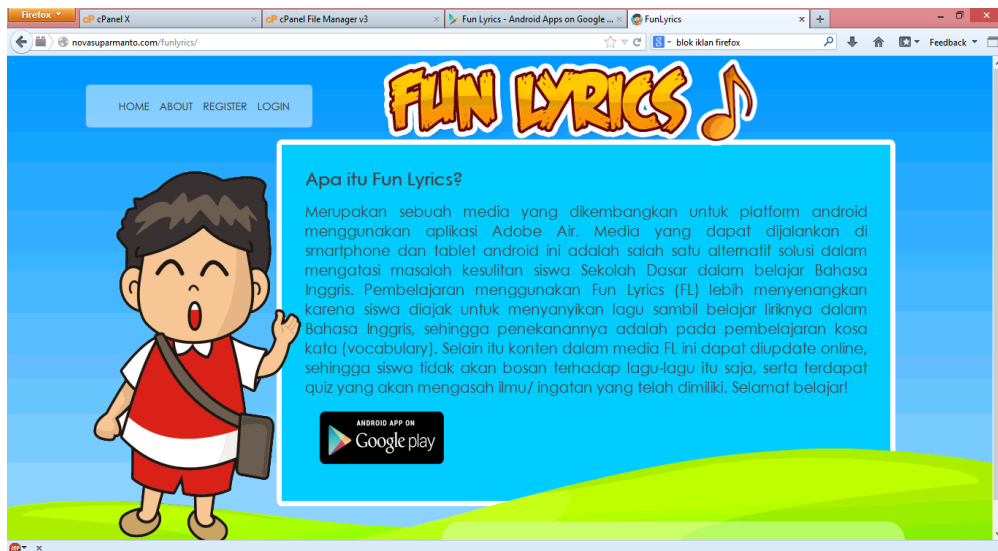 Firefox
cP cPanel X
cP cPanel File Manager v3
Fun Lyrics - Android Apps on Google ...
FunLyrics
novasuparmanto.com/funlyrics/
blok iklan firefox
Feedback
HOME ABOUT REGISTER LOGIN
FUN LYRICS
Apa itu Fun Lyrics?
Merupakan sebuah media yang dikembangkan untuk platform android
menggunakan aplikasi Adobe Air. Media yang dapat dijalankan di
smartphone dan tablet android ini adalah salah satu alternatif solusi dalam
mengatasi masalah kesulitan siswa Sekolah Dasar dalam belajar Bahasa
Inggris. Pembelajaran menggunakan Fun Lyrics (FL) lebih menyenangkan
karena siswa diajak untuk menyanyikan lagu sambil belajar liriknya dalam
Bahasa Inggris, sehingga penekanannya adalah pada pembelajaran kosa
kata (vocabulary). Selain itu konten dalam media FL ini dapat diupdate online,
sehingga siswa tidak akan bosan terhadap lagu-lagu itu saja, serta terdapat
quiz yang akan mengasah ilmu/ ingatan yang telah dimiliki. Selamat belajar!
ANDROID APP ON
Google play